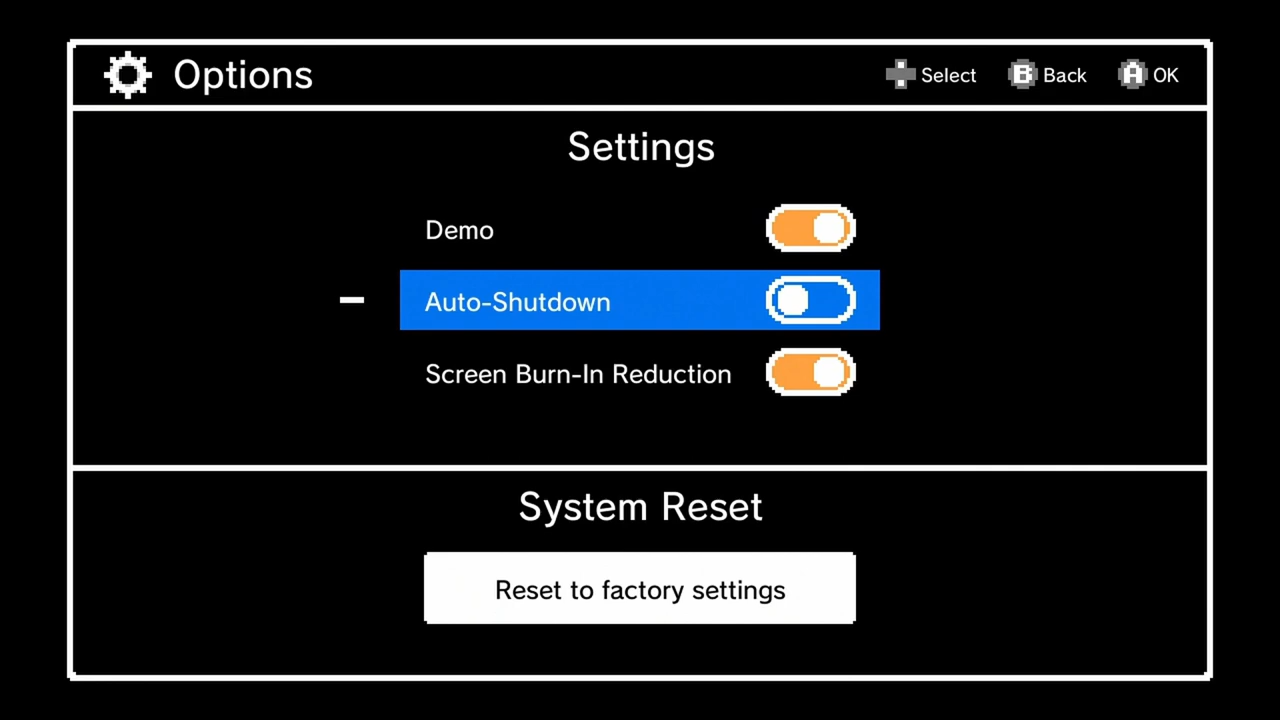 Options
Select
B Back
A OK
Settings
Demo
Auto-Shutdown
Screen Burn-In Reduction
System Reset
Reset to factory settings